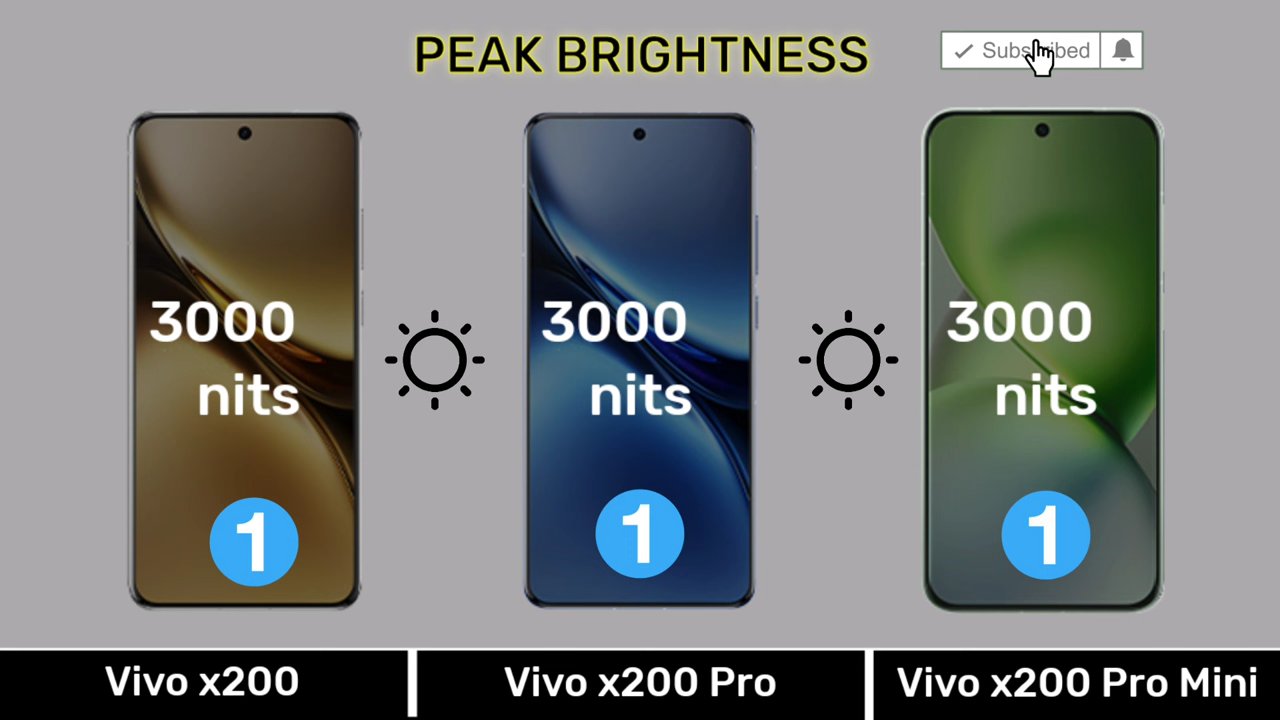 PEAK BRIGHTNESS
Subscribed
3000
nits
3000
nits
3000
nits
1
1
1
Vivo x200
Vivo x200 Pro
Vivo x200 Pro Mini